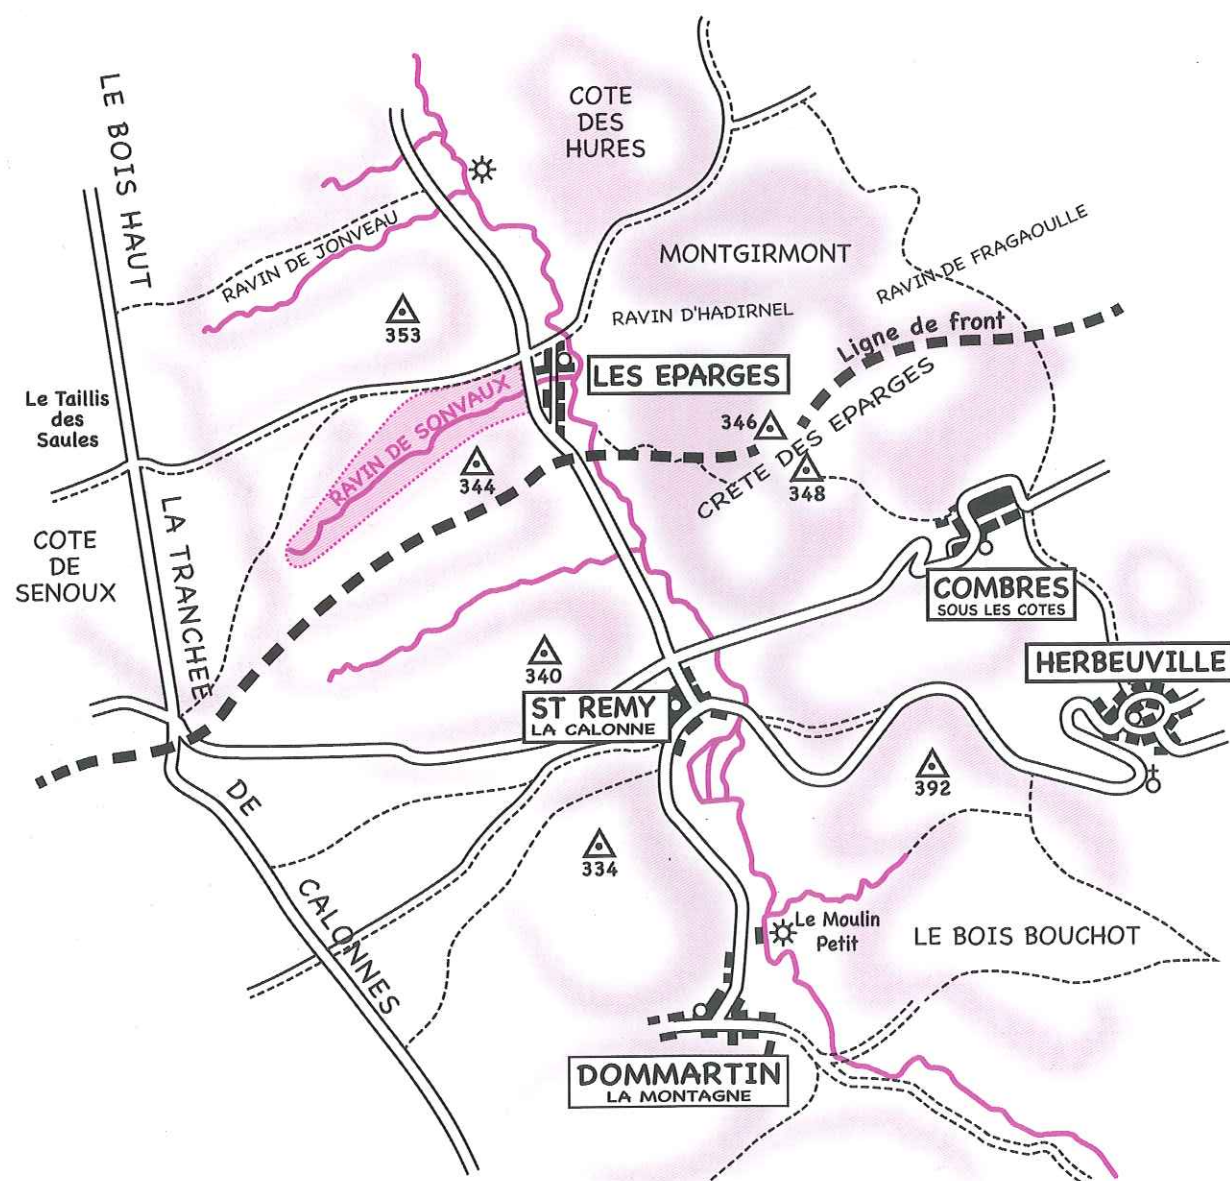 LE BOIS HAUT
COTE
DES
HURES
RAVIN DE JONVEAU
MONTGIRMONT
RAVIN DE FRAGAOULLE
353
RAVIN D'HADIRNEL
Ligne de front
LES EPARGES
Le Taillis
des
Saules
RAVIN DE SONVAUX
346
CRÈTE DES EPARGES
344
348
COTE
DE
SENOUX
LA TRANCHEE
DE
CALONNES
COMBRES
SOUS LES COTES
HERBEUVILLE
340
ST REMY
LA CALONNE
392
334
Le Moulin
Petit
LE BOIS BOUCHOT
DOMMARTIN
LA MONTAGNE